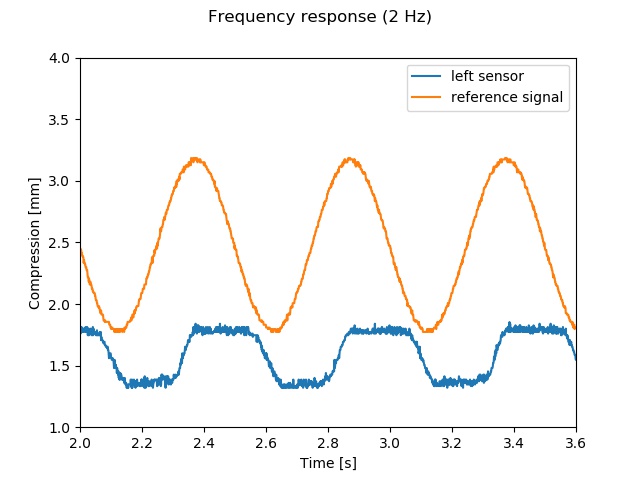 Frequency response (2 Hz)
left sensor
reference signal
4.0
3.5
3.0
2.5
2.0
1.5
1.0
Compression [mm]
2.0 2.2 2.4 2.6 2.8 3.0 3.2 3.4 3.6
Time [s]